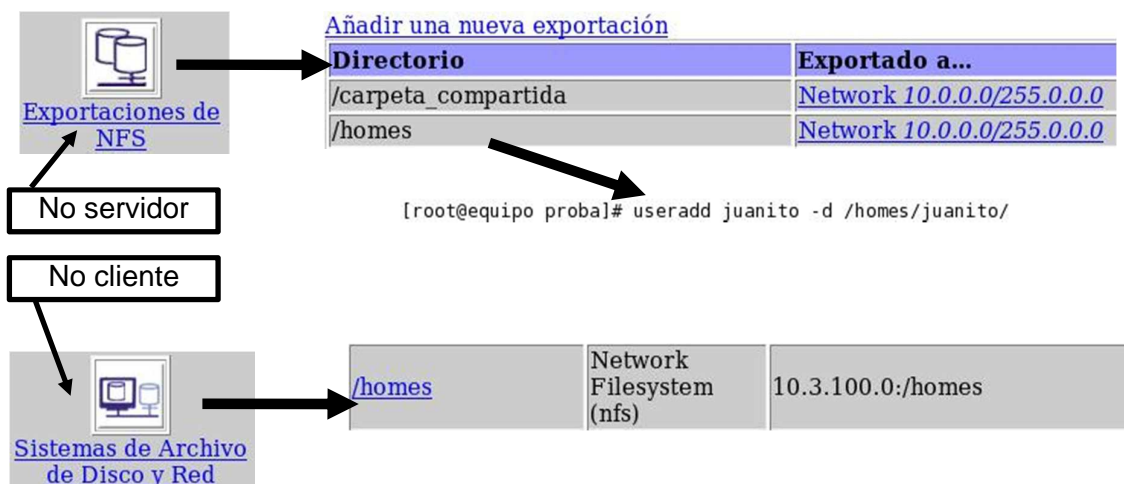 Añadir una nueva exportación
Directorio Exportado a...
/carpeta_compartida Network 10.0.0.0/255.0.0.0
/homes Network 10.0.0.0/255.0.0.0
Exportaciones de
NFS
No servidor
[root@equipo proba]# useradd juanito -d /homes/juanito/
No cliente
/homes
Network
Filesystem
(nfs)
10.3.100.0:/homes
Sistemas de Archivo
de Disco y Red